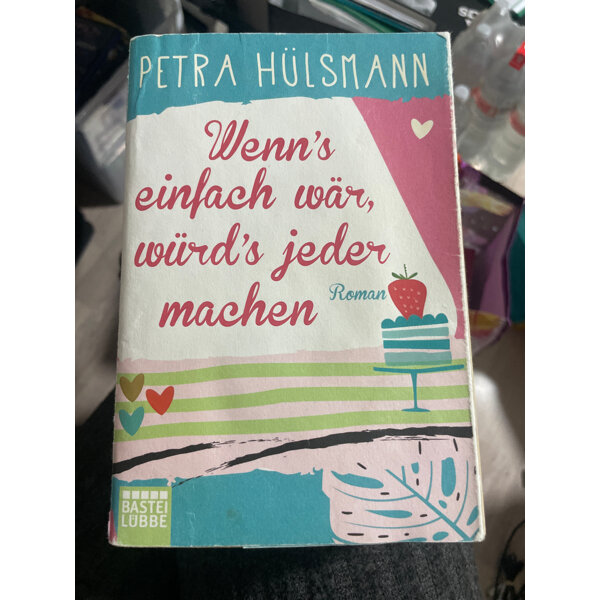 PETRA HÜLSMANN
Wenn's
einfach wär,
würd's jeder
machen
Roman
BASTEI
LÜBBE